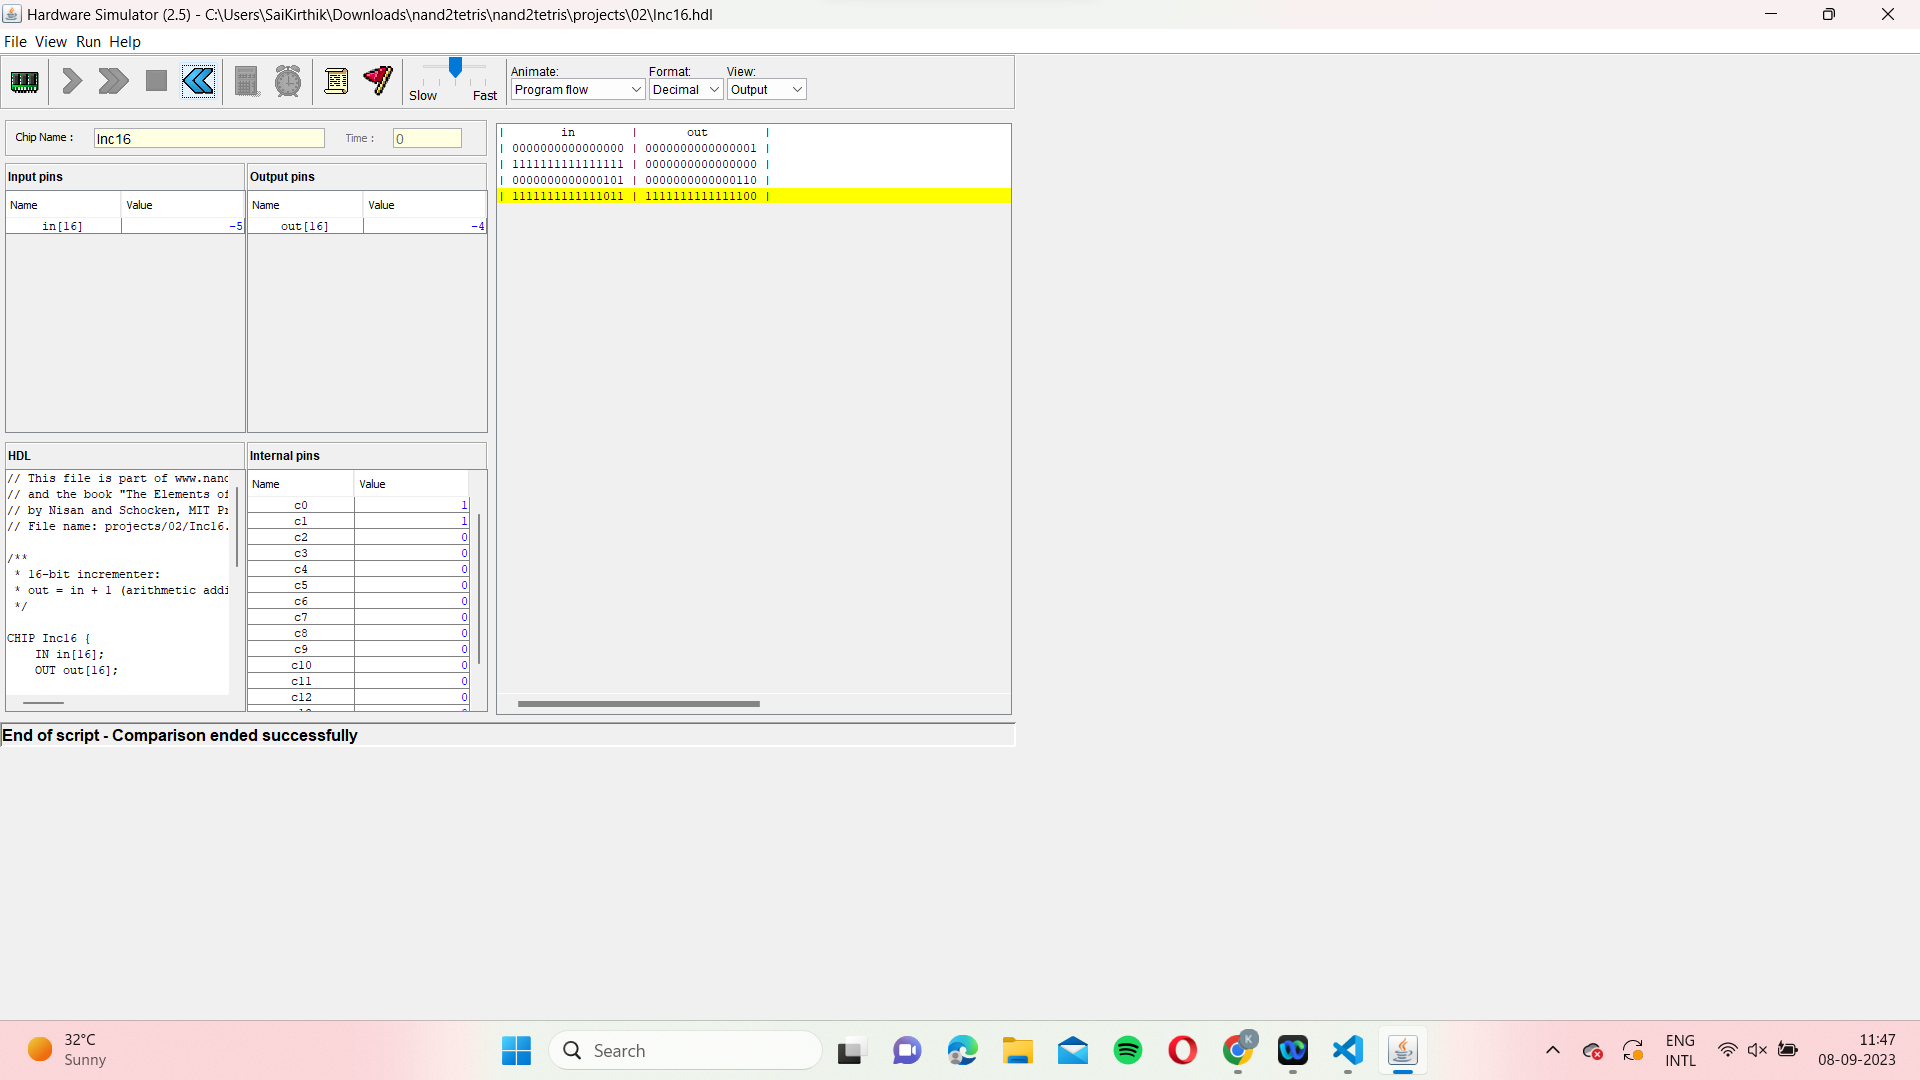 Hardware Simulator (2.5) - C:\Users\SaiKirthik\Downloads\nand2tetris\nand2tetris\projects\02\Inc16.hdl
File View Run Help
Slow Fast
Animate: Format: View:
Program flow Decimal Output
Chip Name : Inc16 Time : 0
Input pins
Name Value
in[16] -5
Output pins
Name Value
out[16] -4
HDL
// This file is part of www.nand
// and the book "The Elements of
// by Nisan and Schocken, MIT Pr
// File name: projects/02/Inc16.
/**
* 16-bit incrementer:
* out = in + 1 (arithmetic addi
*/
CHIP Inc16 {
IN in[16];
OUT out[16];
Internal pins
Name Value
c0 1
c1 1
c2 0
c3 0
c4 0
c5 0
c6 0
c7 0
c8 0
c9 0
c10 0
c11 0
c12 0
| in | out |
| 0000000000000000 | 0000000000000001 |
| 1111111111111111 | 0000000000000000 |
| 0000000000000101 | 0000000000000110 |
| 1111111111111011 | 1111111111111100 |
End of script - Comparison ended successfully
32°C
Sunny
Search
K
ENG
INTL
11:47
08-09-2023